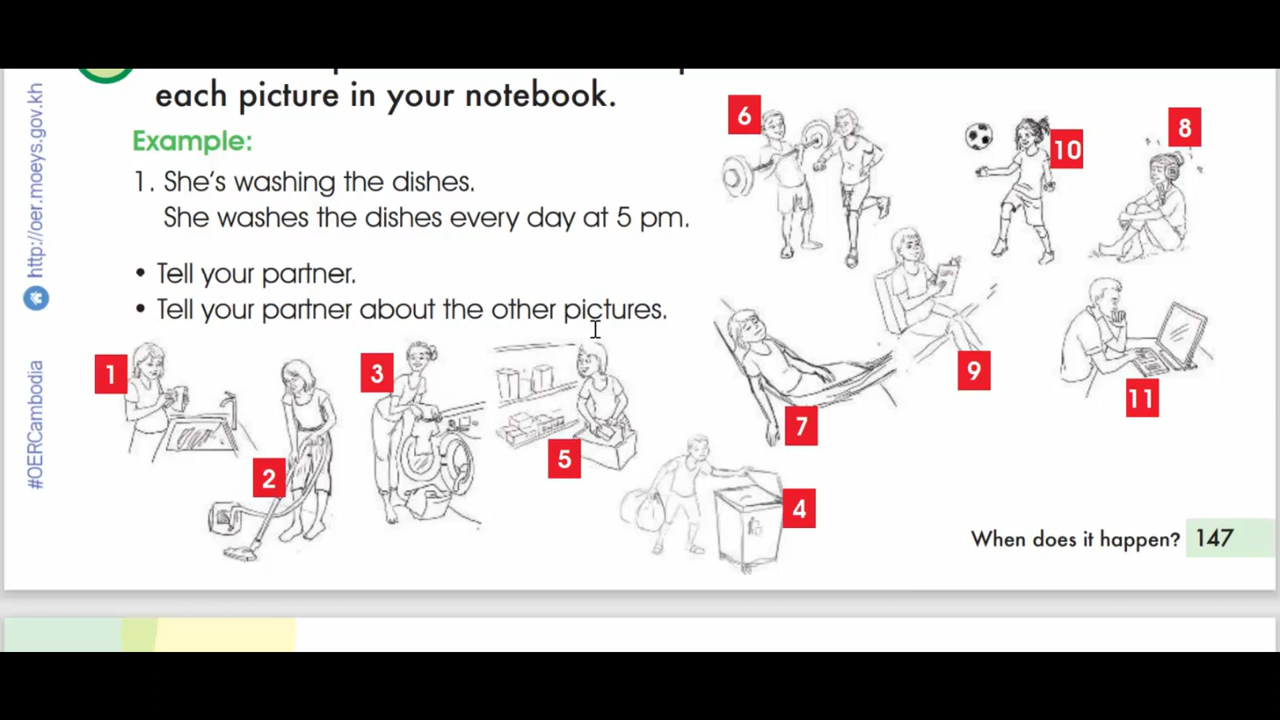 each picture in your notebook.
Example:
1. She's washing the dishes.
She washes the dishes every day at 5 pm.
• Tell your partner.
• Tell your partner about the other pictures.
1
2
3
5
4
6
10
8
7
9
11
When does it happen? 147
http://oer.moeys.gov.kh
#OERCambodia